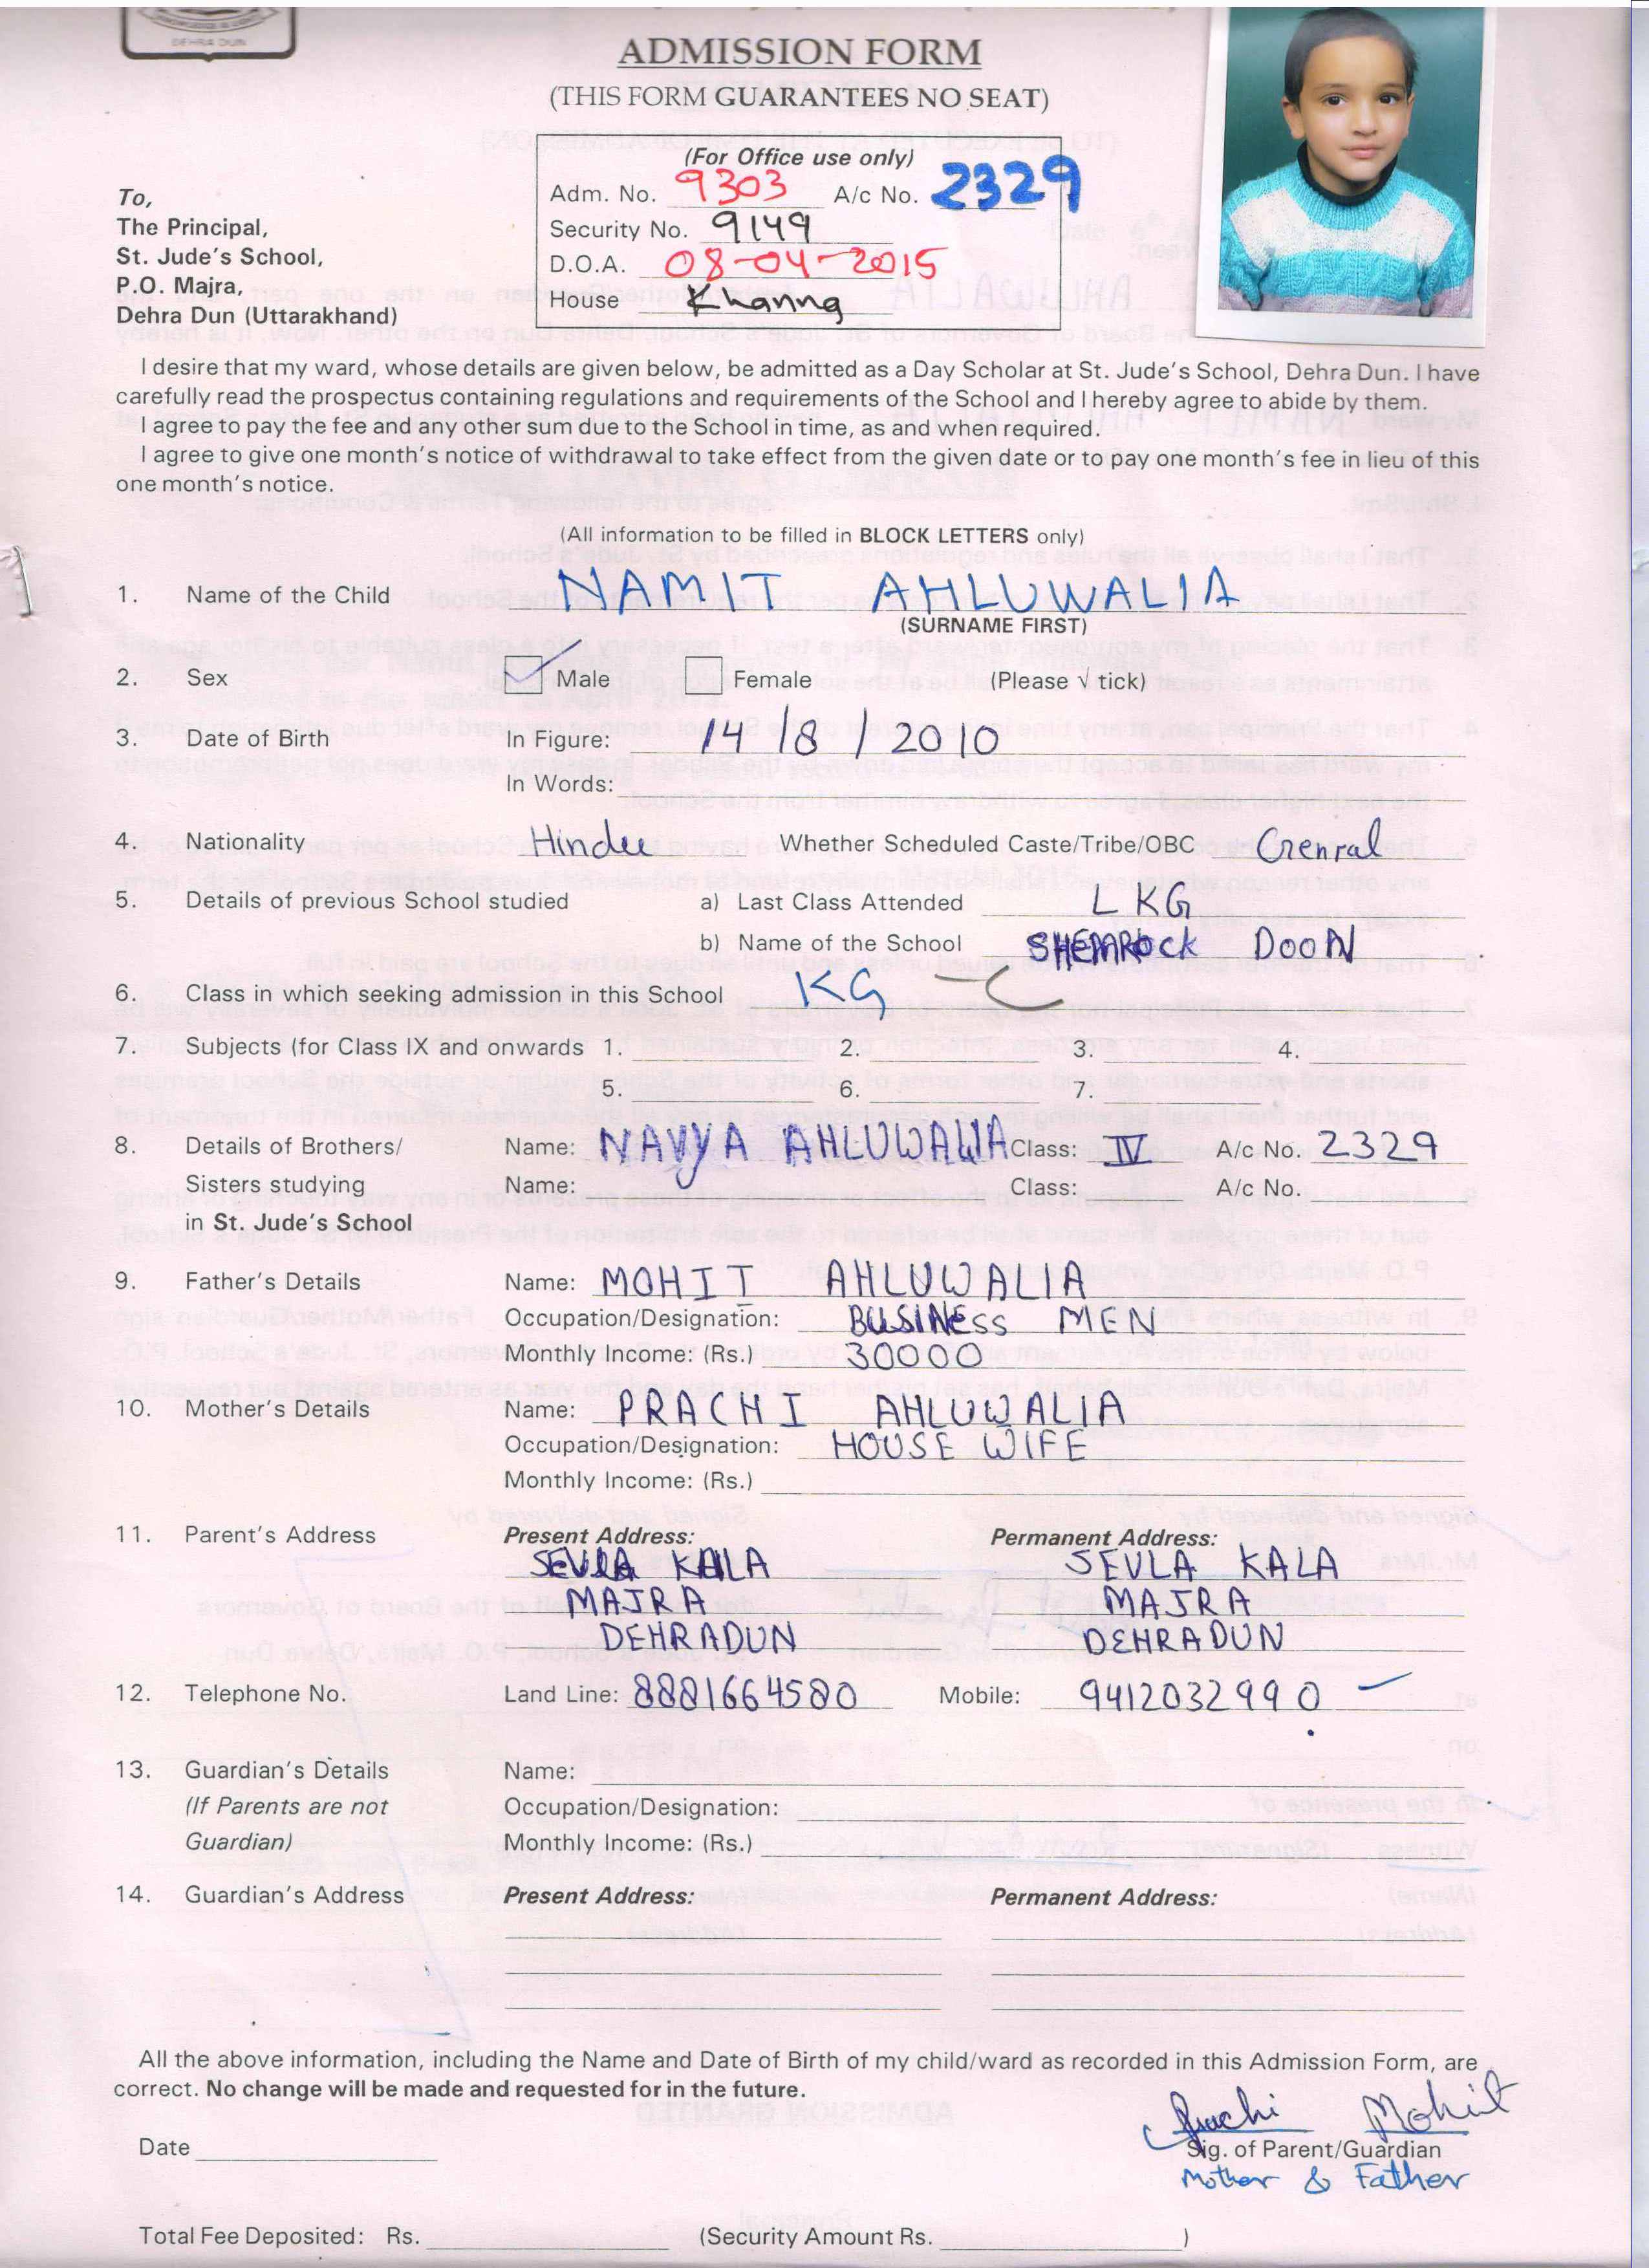 DEHRA DUN
ADMISSION FORM
(THIS FORM GUARANTEES NO SEAT)
(For Office use only)
Adm. No. 9303 A/c No. 2329
Security No. 9149
D.O.A. 08-04-2015
House Khanna
To,
The Principal,
St. Jude's School,
P.O. Majra,
Dehra Dun (Uttarakhand)
I desire that my ward, whose details are given below, be admitted as a Day Scholar at St. Jude's School, Dehra Dun. I have
carefully read the prospectus containing regulations and requirements of the School and I hereby agree to abide by them.
I agree to pay the fee and any other sum due to the School in time, as and when required.
I agree to give one month's notice of withdrawal to take effect from the given date or to pay one month's fee in lieu of this
one month's notice.
(All information to be filled in BLOCK LETTERS only)
1. Name of the Child NAMIT AHLUWALIA
(SURNAME FIRST)
2. Sex Male Female (Please √ tick)
3. Date of Birth In Figure: 14/8/2010
In Words:
4. Nationality Hindu Whether Scheduled Caste/Tribe/OBC Genral
5. Details of previous School studied a) Last Class Attended LKG
b) Name of the School SHEMROCK DOON
6. Class in which seeking admission in this School KG
7. Subjects (for Class IX and onwards 1. 2. 3. 4.
5. 6. 7.
8. Details of Brothers/ Name: NAVYA AHLUWALIA Class: IV A/c No. 2329
Sisters studying Name: Class: A/c No.
in St. Jude's School
9. Father's Details Name: MOHIT AHLUWALIA
Occupation/Designation: BUSINESS MEN
Monthly Income: (Rs.) 30000
10. Mother's Details Name: PRACHI AHLUWALIA
Occupation/Designation: HOUSE WIFE
Monthly Income: (Rs.)
11. Parent's Address Present Address: Permanent Address:
SEVLA KALA SEVLA KALA
MAJRA MAJRA
DEHRADUN DEHRADUN
12. Telephone No. Land Line: 8881664580 Mobile: 9412032990
13. Guardian's Details Name:
(If Parents are not Occupation/Designation:
Guardian) Monthly Income: (Rs.)
14. Guardian's Address Present Address: Permanent Address:
All the above information, including the Name and Date of Birth of my child/ward as recorded in this Admission Form, are
correct. No change will be made and requested for in the future.
Prachi Mohit
Date Sig. of Parent/Guardian
Mother & Father
Total Fee Deposited: Rs. (Security Amount Rs. )